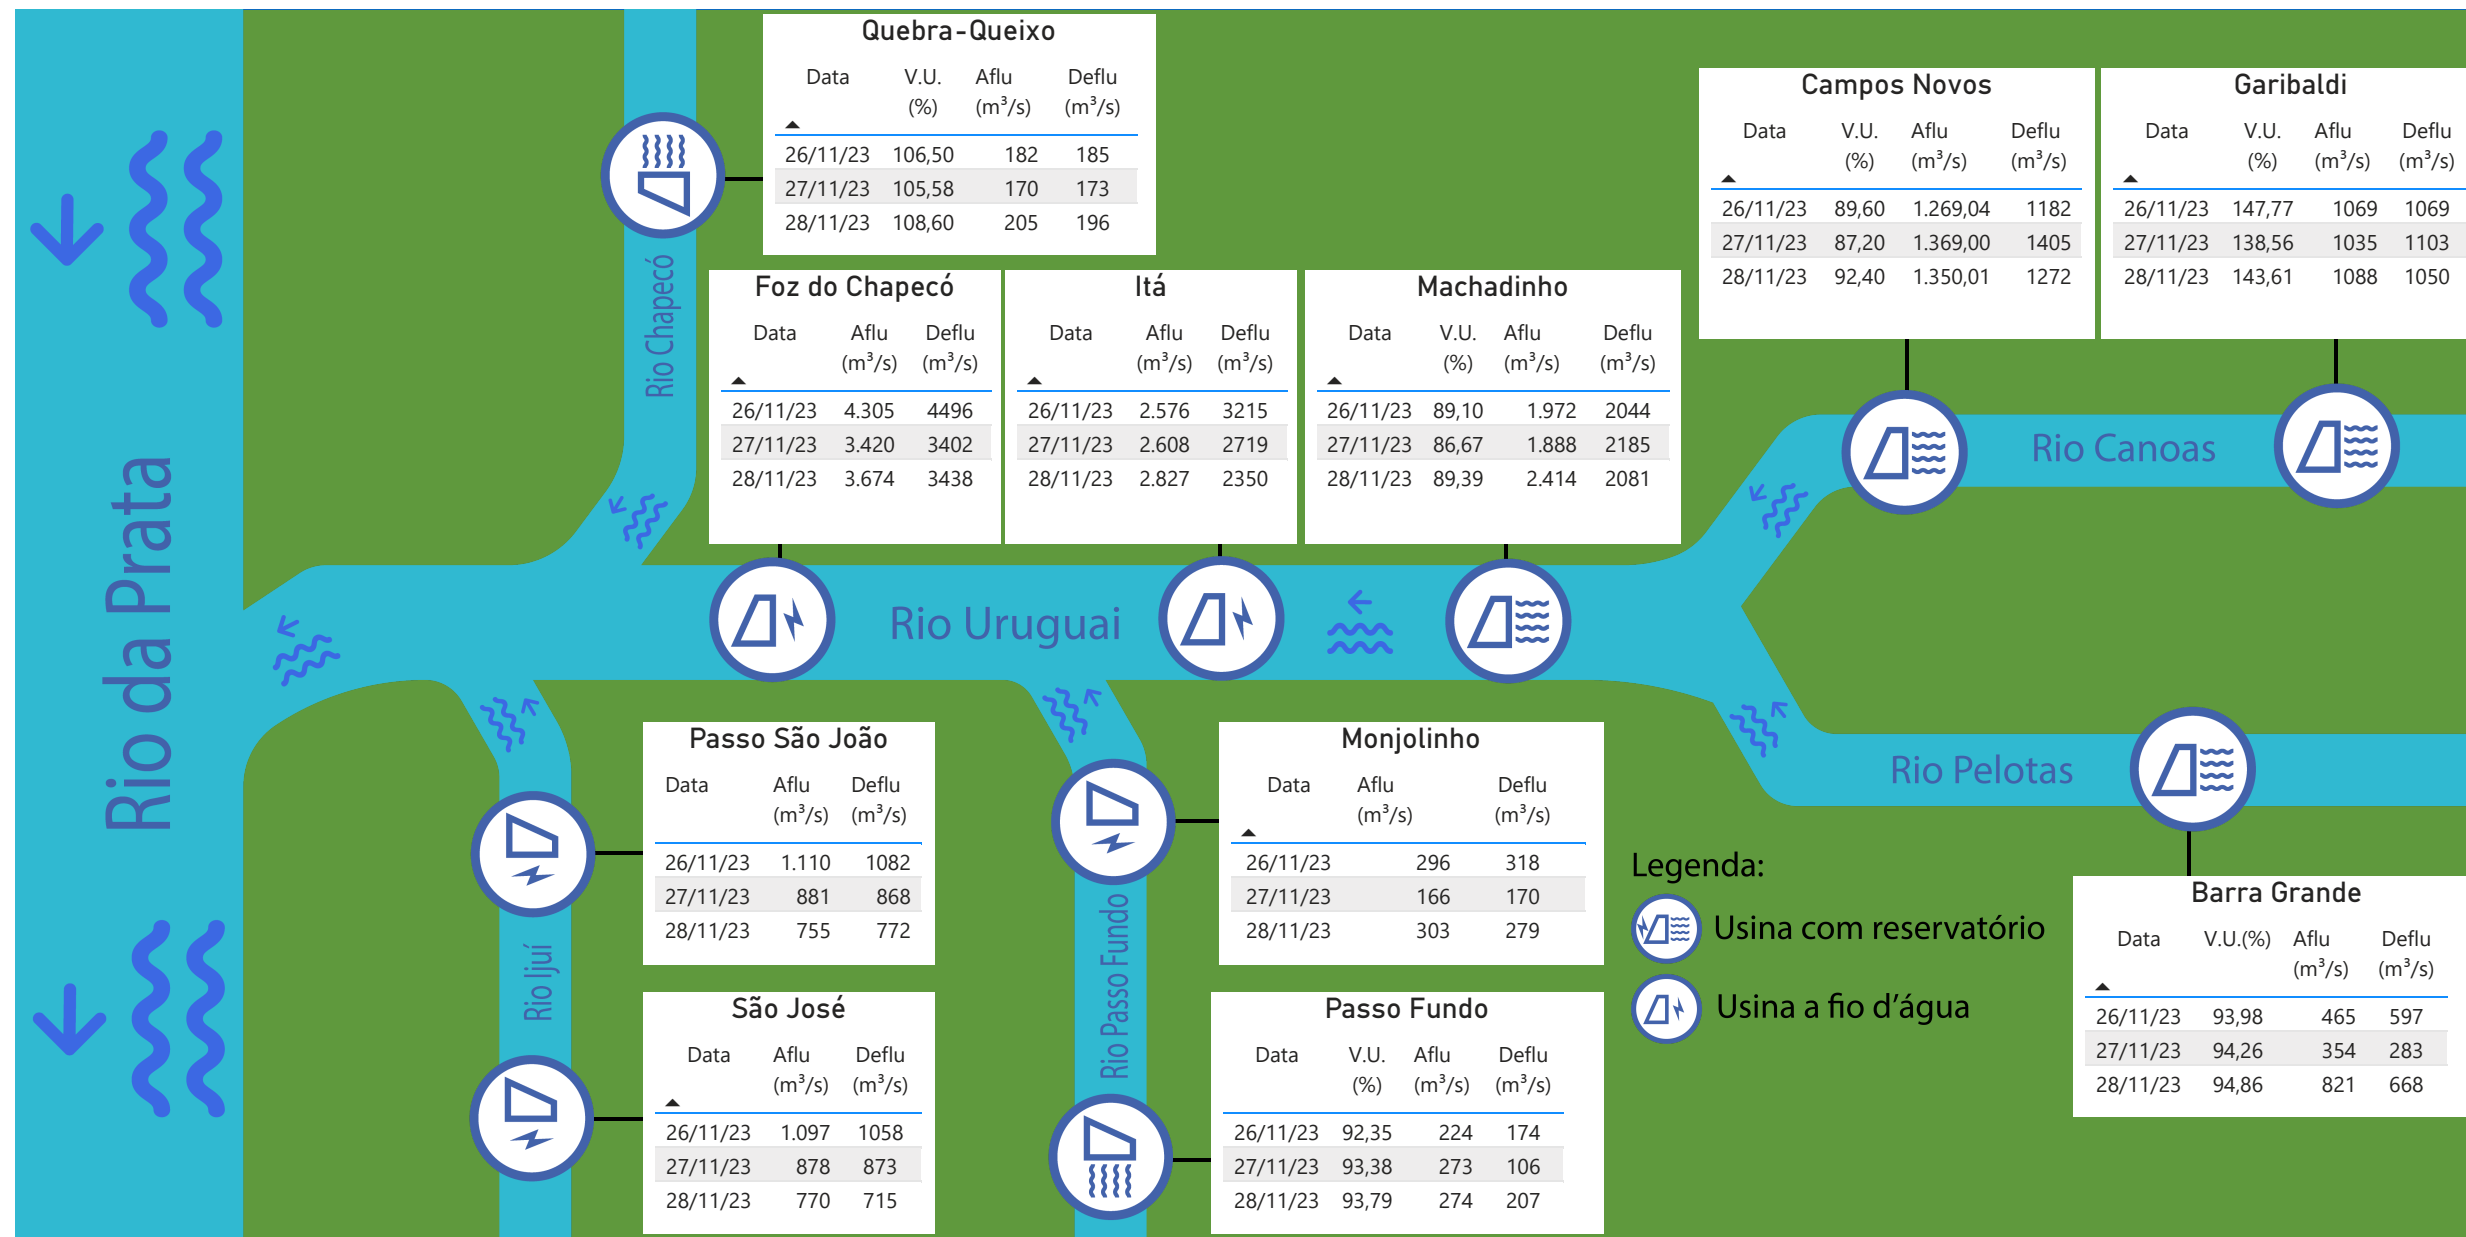 Quebra-Queixo
Data V.U. (%) Aflu (m³/s) Deflu (m³/s)
26/11/23 106,50 182 185
27/11/23 105,58 170 173
28/11/23 108,60 205 196
Campos Novos
Data V.U. (%) Aflu (m³/s) Deflu (m³/s)
26/11/23 89,60 1.269,04 1182
27/11/23 87,20 1.369,00 1405
28/11/23 92,40 1.350,01 1272
Garibaldi
Data V.U. (%) Aflu (m³/s) Deflu (m³/s)
26/11/23 147,77 1069 1069
27/11/23 138,56 1035 1103
28/11/23 143,61 1088 1050
Rio Chapecó
Foz do Chapecó
Data Aflu (m³/s) Deflu (m³/s)
26/11/23 4.305 4496
27/11/23 3.420 3402
28/11/23 3.674 3438
Itá
Data Aflu (m³/s) Deflu (m³/s)
26/11/23 2.576 3215
27/11/23 2.608 2719
28/11/23 2.827 2350
Machadinho
Data V.U. (%) Aflu (m³/s) Deflu (m³/s)
26/11/23 89,10 1.972 2044
27/11/23 86,67 1.888 2185
28/11/23 89,39 2.414 2081
Rio Canoas
Rio da Prata
Rio Uruguai
Rio Pelotas
Passo São João
Data Aflu (m³/s) Deflu (m³/s)
26/11/23 1.110 1082
27/11/23 881 868
28/11/23 755 772
Monjolinho
Data Aflu (m³/s) Deflu (m³/s)
26/11/23 296 318
27/11/23 166 170
28/11/23 303 279
Rio Ijuí
Rio Passo Fundo
Legenda:
Usina com reservatório
Usina a fio d'água
Barra Grande
Data V.U.(%) Aflu (m³/s) Deflu (m³/s)
26/11/23 93,98 465 597
27/11/23 94,26 354 283
28/11/23 94,86 821 668
São José
Data Aflu (m³/s) Deflu (m³/s)
26/11/23 1.097 1058
27/11/23 878 873
28/11/23 770 715
Passo Fundo
Data V.U. (%) Aflu (m³/s) Deflu (m³/s)
26/11/23 92,35 224 174
27/11/23 93,38 273 106
28/11/23 93,79 274 207